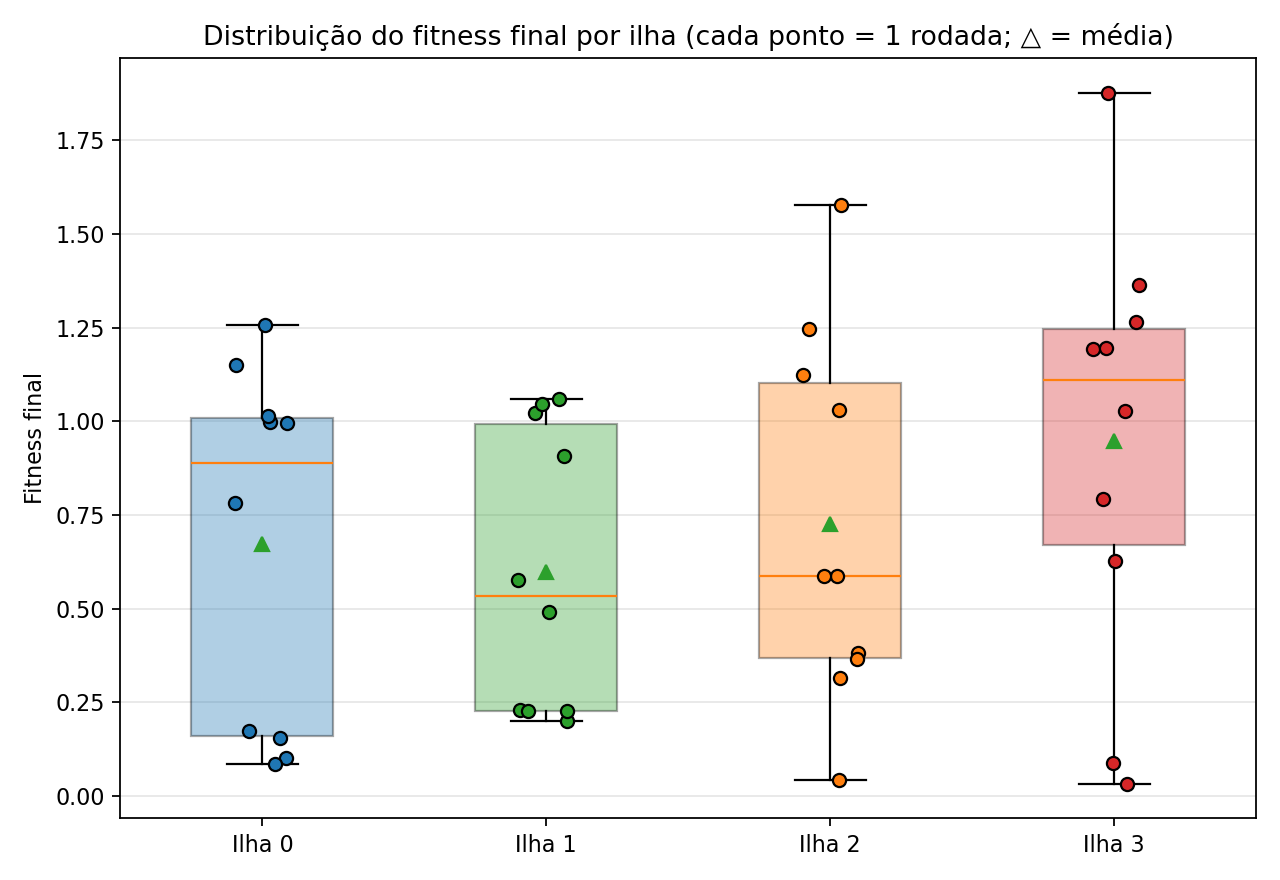 Distribuição do fitness final por ilha (cada ponto = 1 rodada; △ = média)
Fitness final
1.75
1.50
1.25
1.00
0.75
0.50
0.25
0.00
Ilha 0 Ilha 1 Ilha 2 Ilha 3